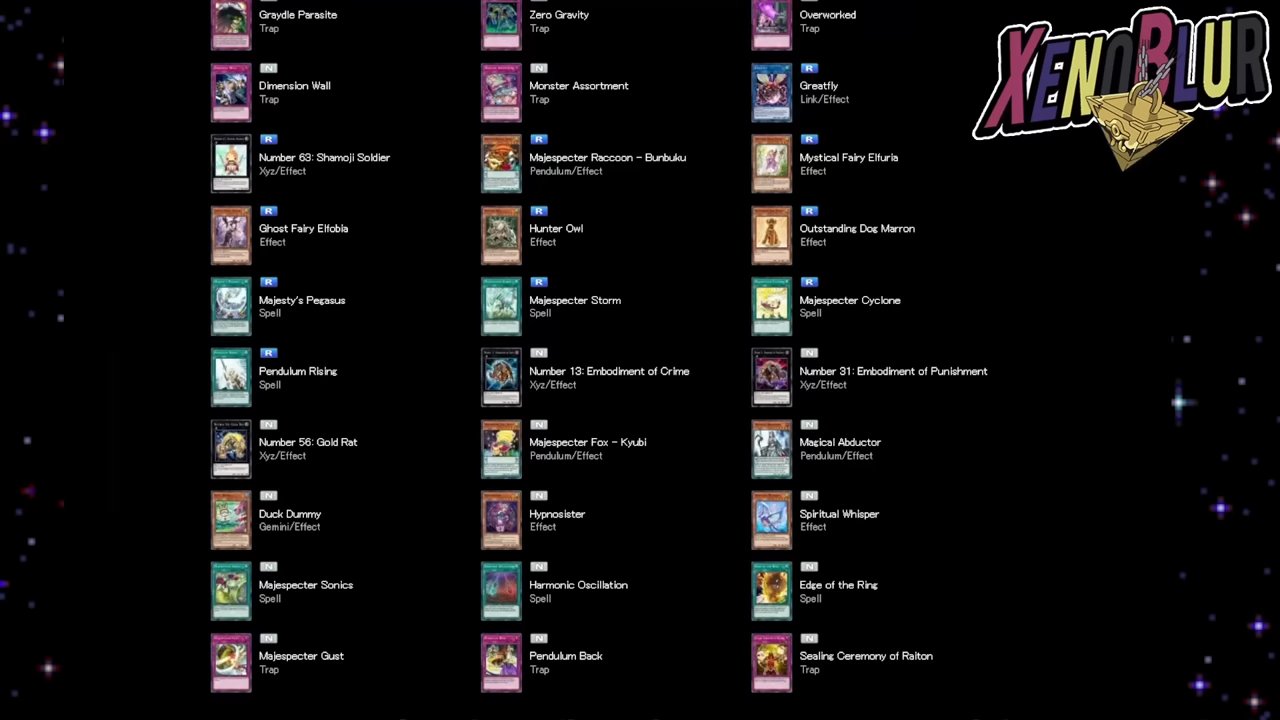 Graydle Parasite
Trap
Zero Gravity
Trap
Overworked
Trap
XENOBLUR
N
Dimension Wall
Trap
N
Monster Assortment
Trap
R
Greatfly
Link/Effect
R
Number 63: Shamoji Soldier
Xyz/Effect
R
Majespecter Raccoon - Bunbuku
Pendulum/Effect
R
Mystical Fairy Elfuria
Effect
R
Ghost Fairy Elfobia
Effect
R
Hunter Owl
Effect
R
Outstanding Dog Marron
Effect
R
Majesty's Pegasus
Spell
R
Majespecter Storm
Spell
R
Majespecter Cyclone
Spell
R
Pendulum Rising
Spell
N
Number 13: Embodiment of Crime
Xyz/Effect
N
Number 31: Embodiment of Punishment
Xyz/Effect
N
Number 56: Gold Rat
Xyz/Effect
N
Majespecter Fox - Kyubi
Pendulum/Effect
N
Magical Abductor
Pendulum/Effect
N
Duck Dummy
Gemini/Effect
N
Hypnosister
Effect
N
Spiritual Whisper
Effect
N
Majespecter Sonics
Spell
N
Harmonic Oscillation
Spell
N
Edge of the Ring
Spell
N
Majespecter Gust
Trap
N
Pendulum Back
Trap
N
Sealing Ceremony of Raiton
Trap